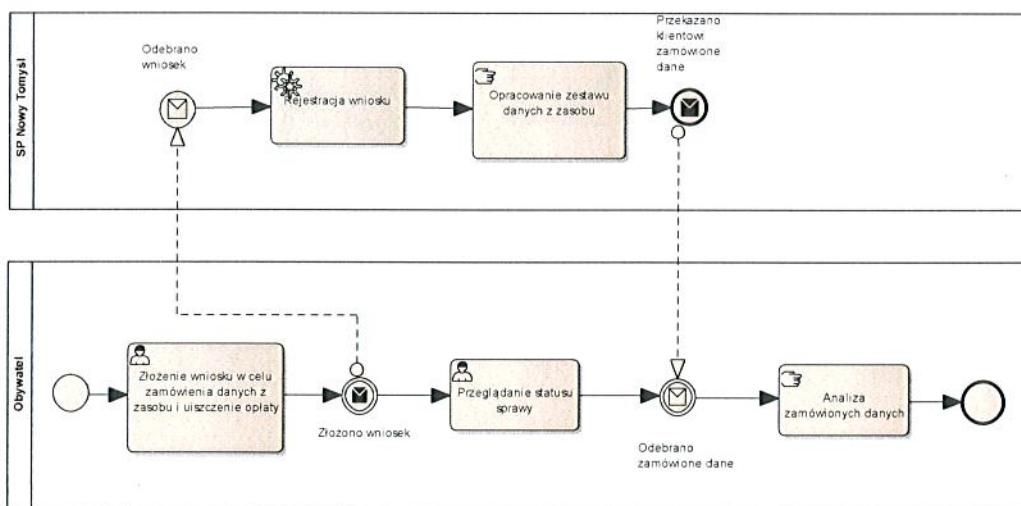 SP Nowy Tomyśl
Odebrano
wniosek
Rejestracja wniosku
Opracowanie zestawu
danych z zasobu
Przekazano
klientowi
zamówione
dane
Obywatel
Złożenie wniosku w celu
zamówienia danych z
zasobu i uiszczenie opłaty
Złożono wniosek
Przeglądanie statusu
sprawy
Odebrano
zamówione dane
Analiza
zamówionych danych